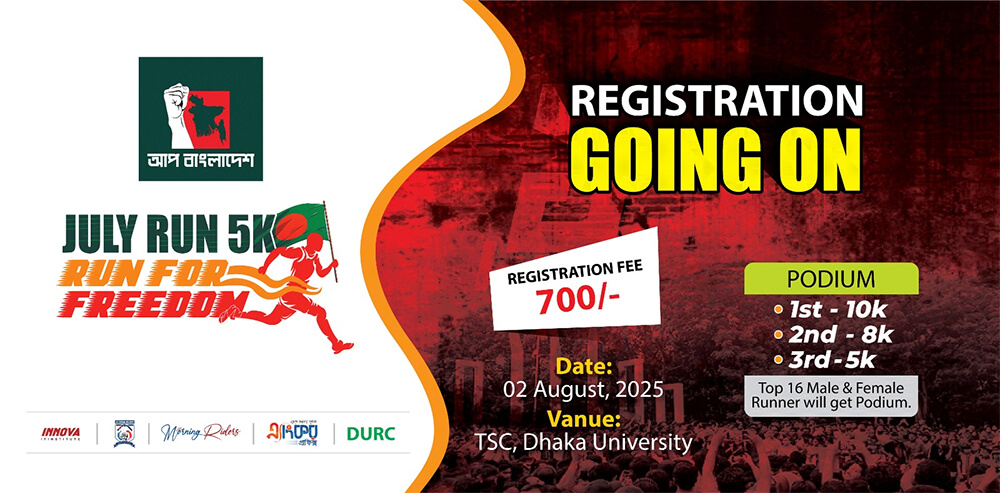 আপ বাংলাদেশ
JULY RUN 5K
RUN FOR
FREEDOM
INNOVA
Morning Riders
DURC
REGISTRATION
GOING ON
REGISTRATION FEE
700/-
Date:
02 August, 2025
Vanue:
TSC, Dhaka University
PODIUM
1st - 10k
2nd - 8k
3rd - 5k
Top 16 Male & Female
Runner will get Podium.